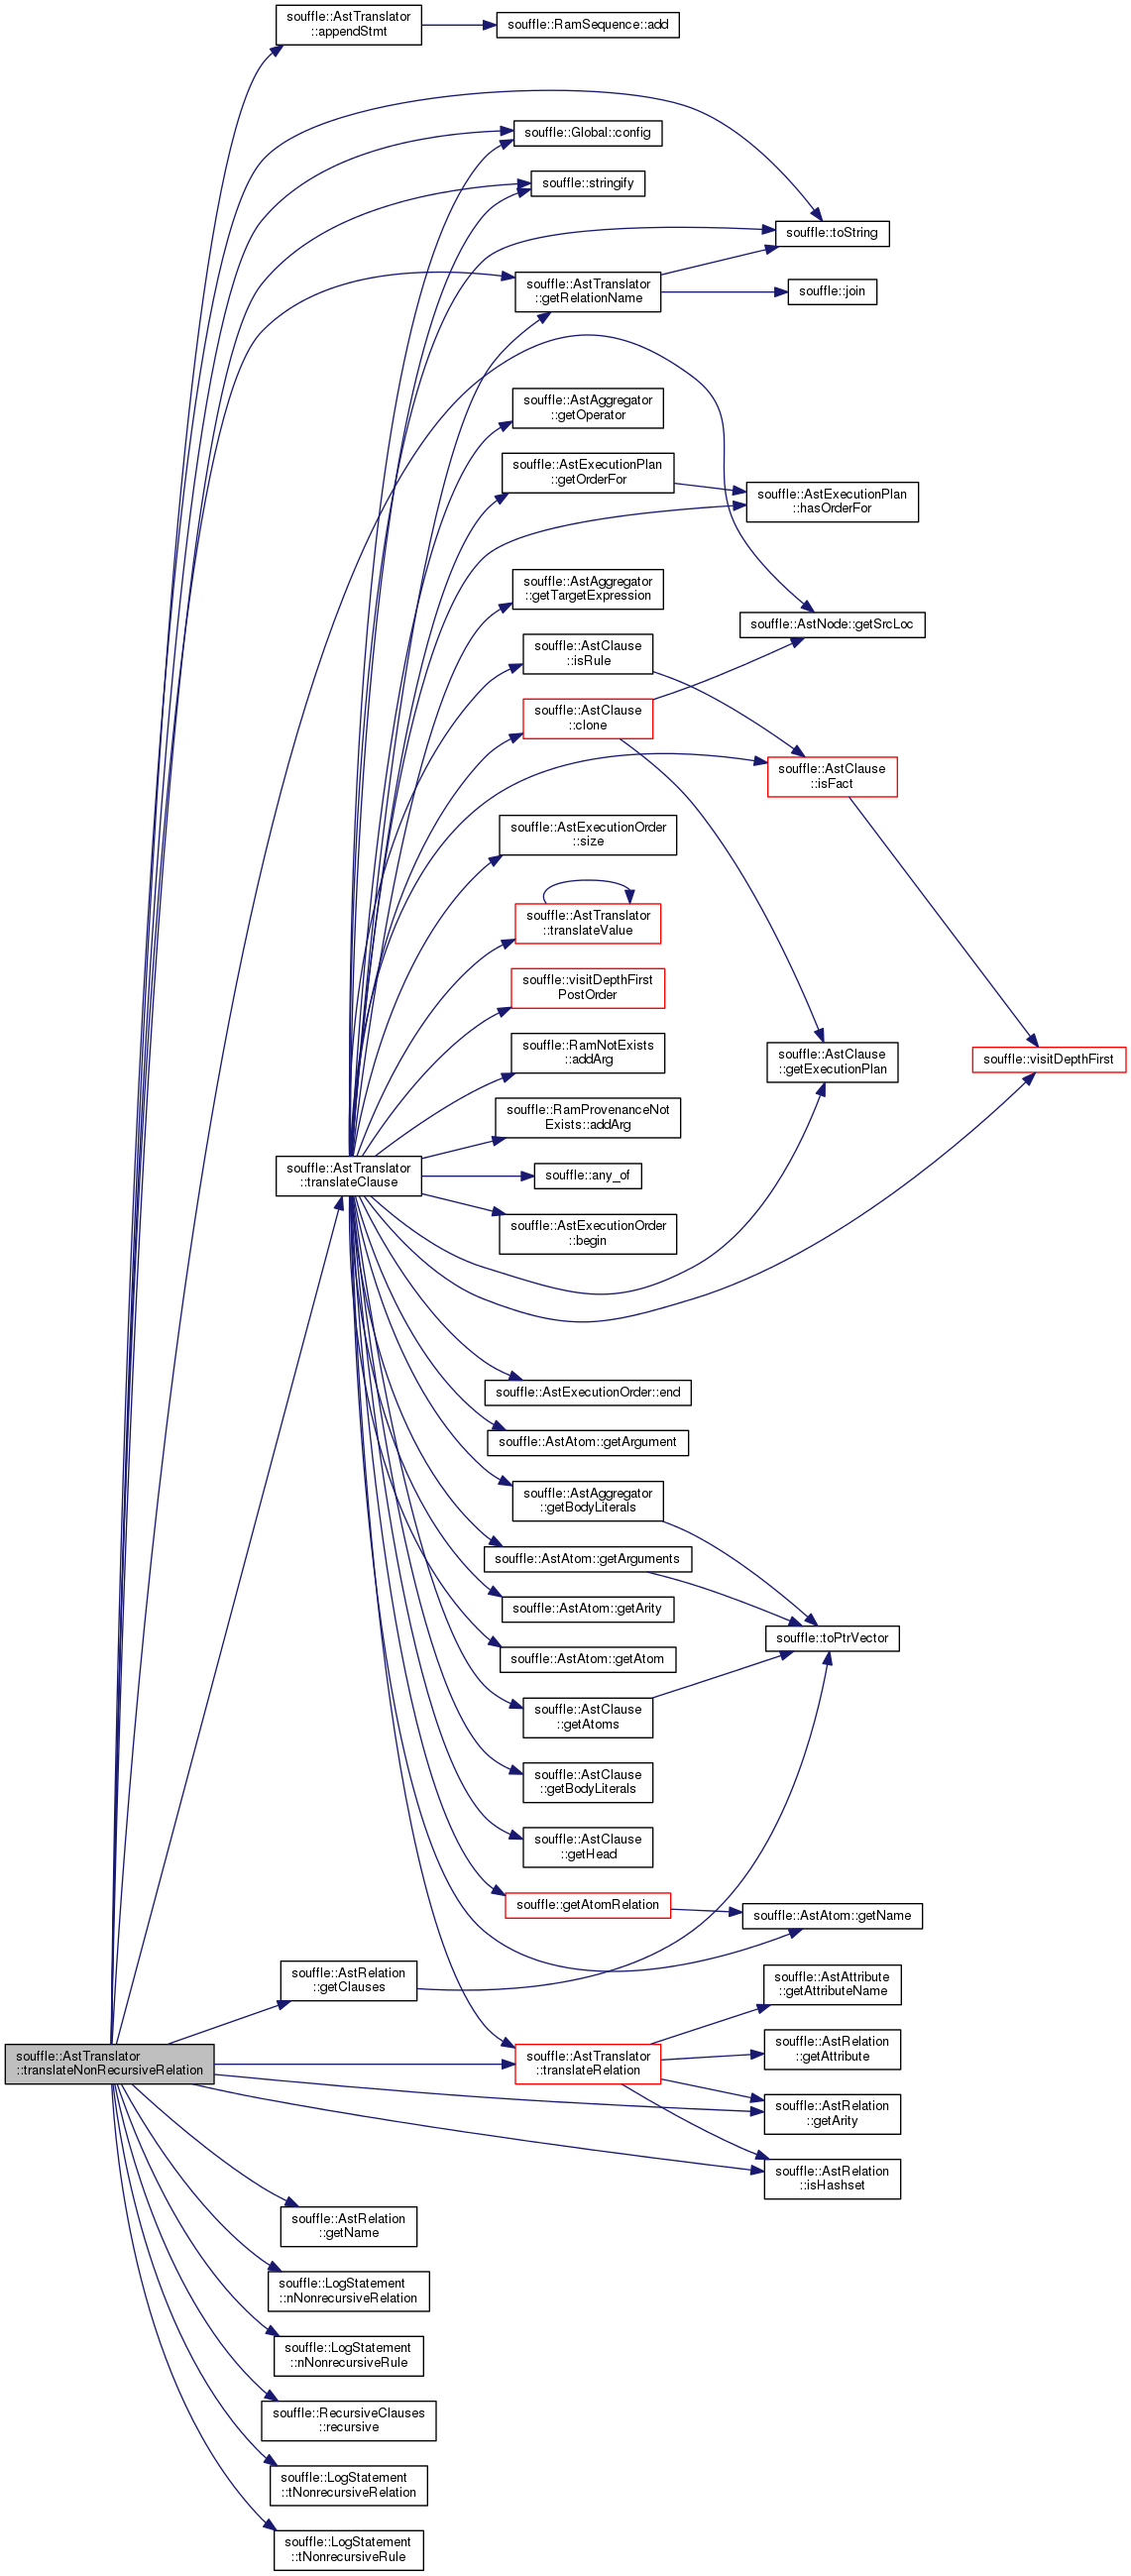 souffle::AstTranslator
::appendStmt
souffle::RamSequence::add
souffle::Global::config
souffle::stringify
souffle::toString
souffle::AstTranslator
::getRelationName
souffle::join
souffle::AstAggregator
::getOperator
souffle::AstExecutionPlan
::getOrderFor
souffle::AstExecutionPlan
::hasOrderFor
souffle::AstAggregator
::getTargetExpression
souffle::AstNode::getSrcLoc
souffle::AstClause
::isRule
souffle::AstClause
::clone
souffle::AstClause
::isFact
souffle::AstExecutionOrder
::size
souffle::AstTranslator
::translateValue
souffle::visitDepthFirst
PostOrder
souffle::RamNotExists
::addArg
souffle::AstClause
::getExecutionPlan
souffle::visitDepthFirst
souffle::RamProvenanceNot
Exists::addArg
souffle::AstTranslator
::translateClause
souffle::any_of
souffle::AstExecutionOrder
::begin
souffle::AstExecutionOrder::end
souffle::AstAtom::getArgument
souffle::AstAggregator
::getBodyLiterals
souffle::AstAtom::getArguments
souffle::AstAtom::getArity
souffle::toPtrVector
souffle::AstAtom::getAtom
souffle::AstClause
::getAtoms
souffle::AstClause
::getBodyLiterals
souffle::AstClause
::getHead
souffle::getAtomRelation
souffle::AstAtom::getName
souffle::AstRelation
::getClauses
souffle::AstAttribute
::getAttributeName
souffle::AstTranslator
::translateNonRecursiveRelation
souffle::AstTranslator
::translateRelation
souffle::AstRelation
::getAttribute
souffle::AstRelation
::getArity
souffle::AstRelation
::isHashset
souffle::AstRelation
::getName
souffle::LogStatement
::nNonrecursiveRelation
souffle::LogStatement
::nNonrecursiveRule
souffle::RecursiveClauses
::recursive
souffle::LogStatement
::tNonrecursiveRelation
souffle::LogStatement
::tNonrecursiveRule